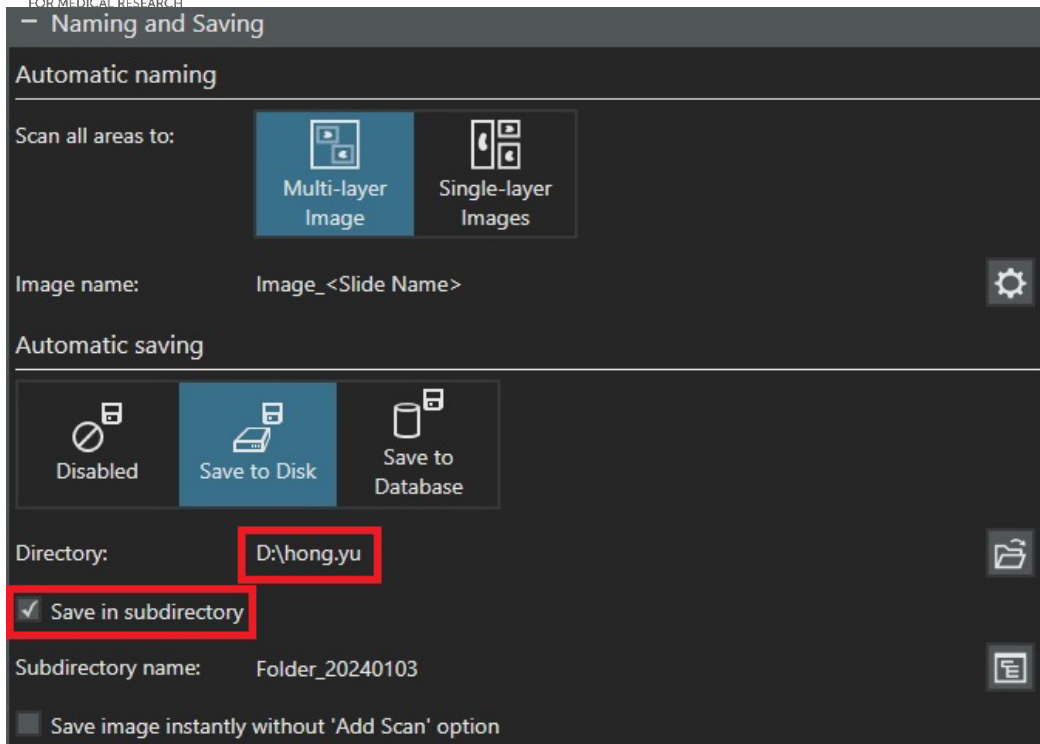 FOR MEDICAL RESEARCH
− Naming and Saving
Automatic naming
Scan all areas to:
Multi-layer
Image
Single-layer
Images
Image name: Image_<Slide Name>
Automatic saving
Disabled
Save to Disk
Save to
Database
Directory: D:\hong.yu
Save in subdirectory
Subdirectory name: Folder_20240103
Save image instantly without 'Add Scan' option